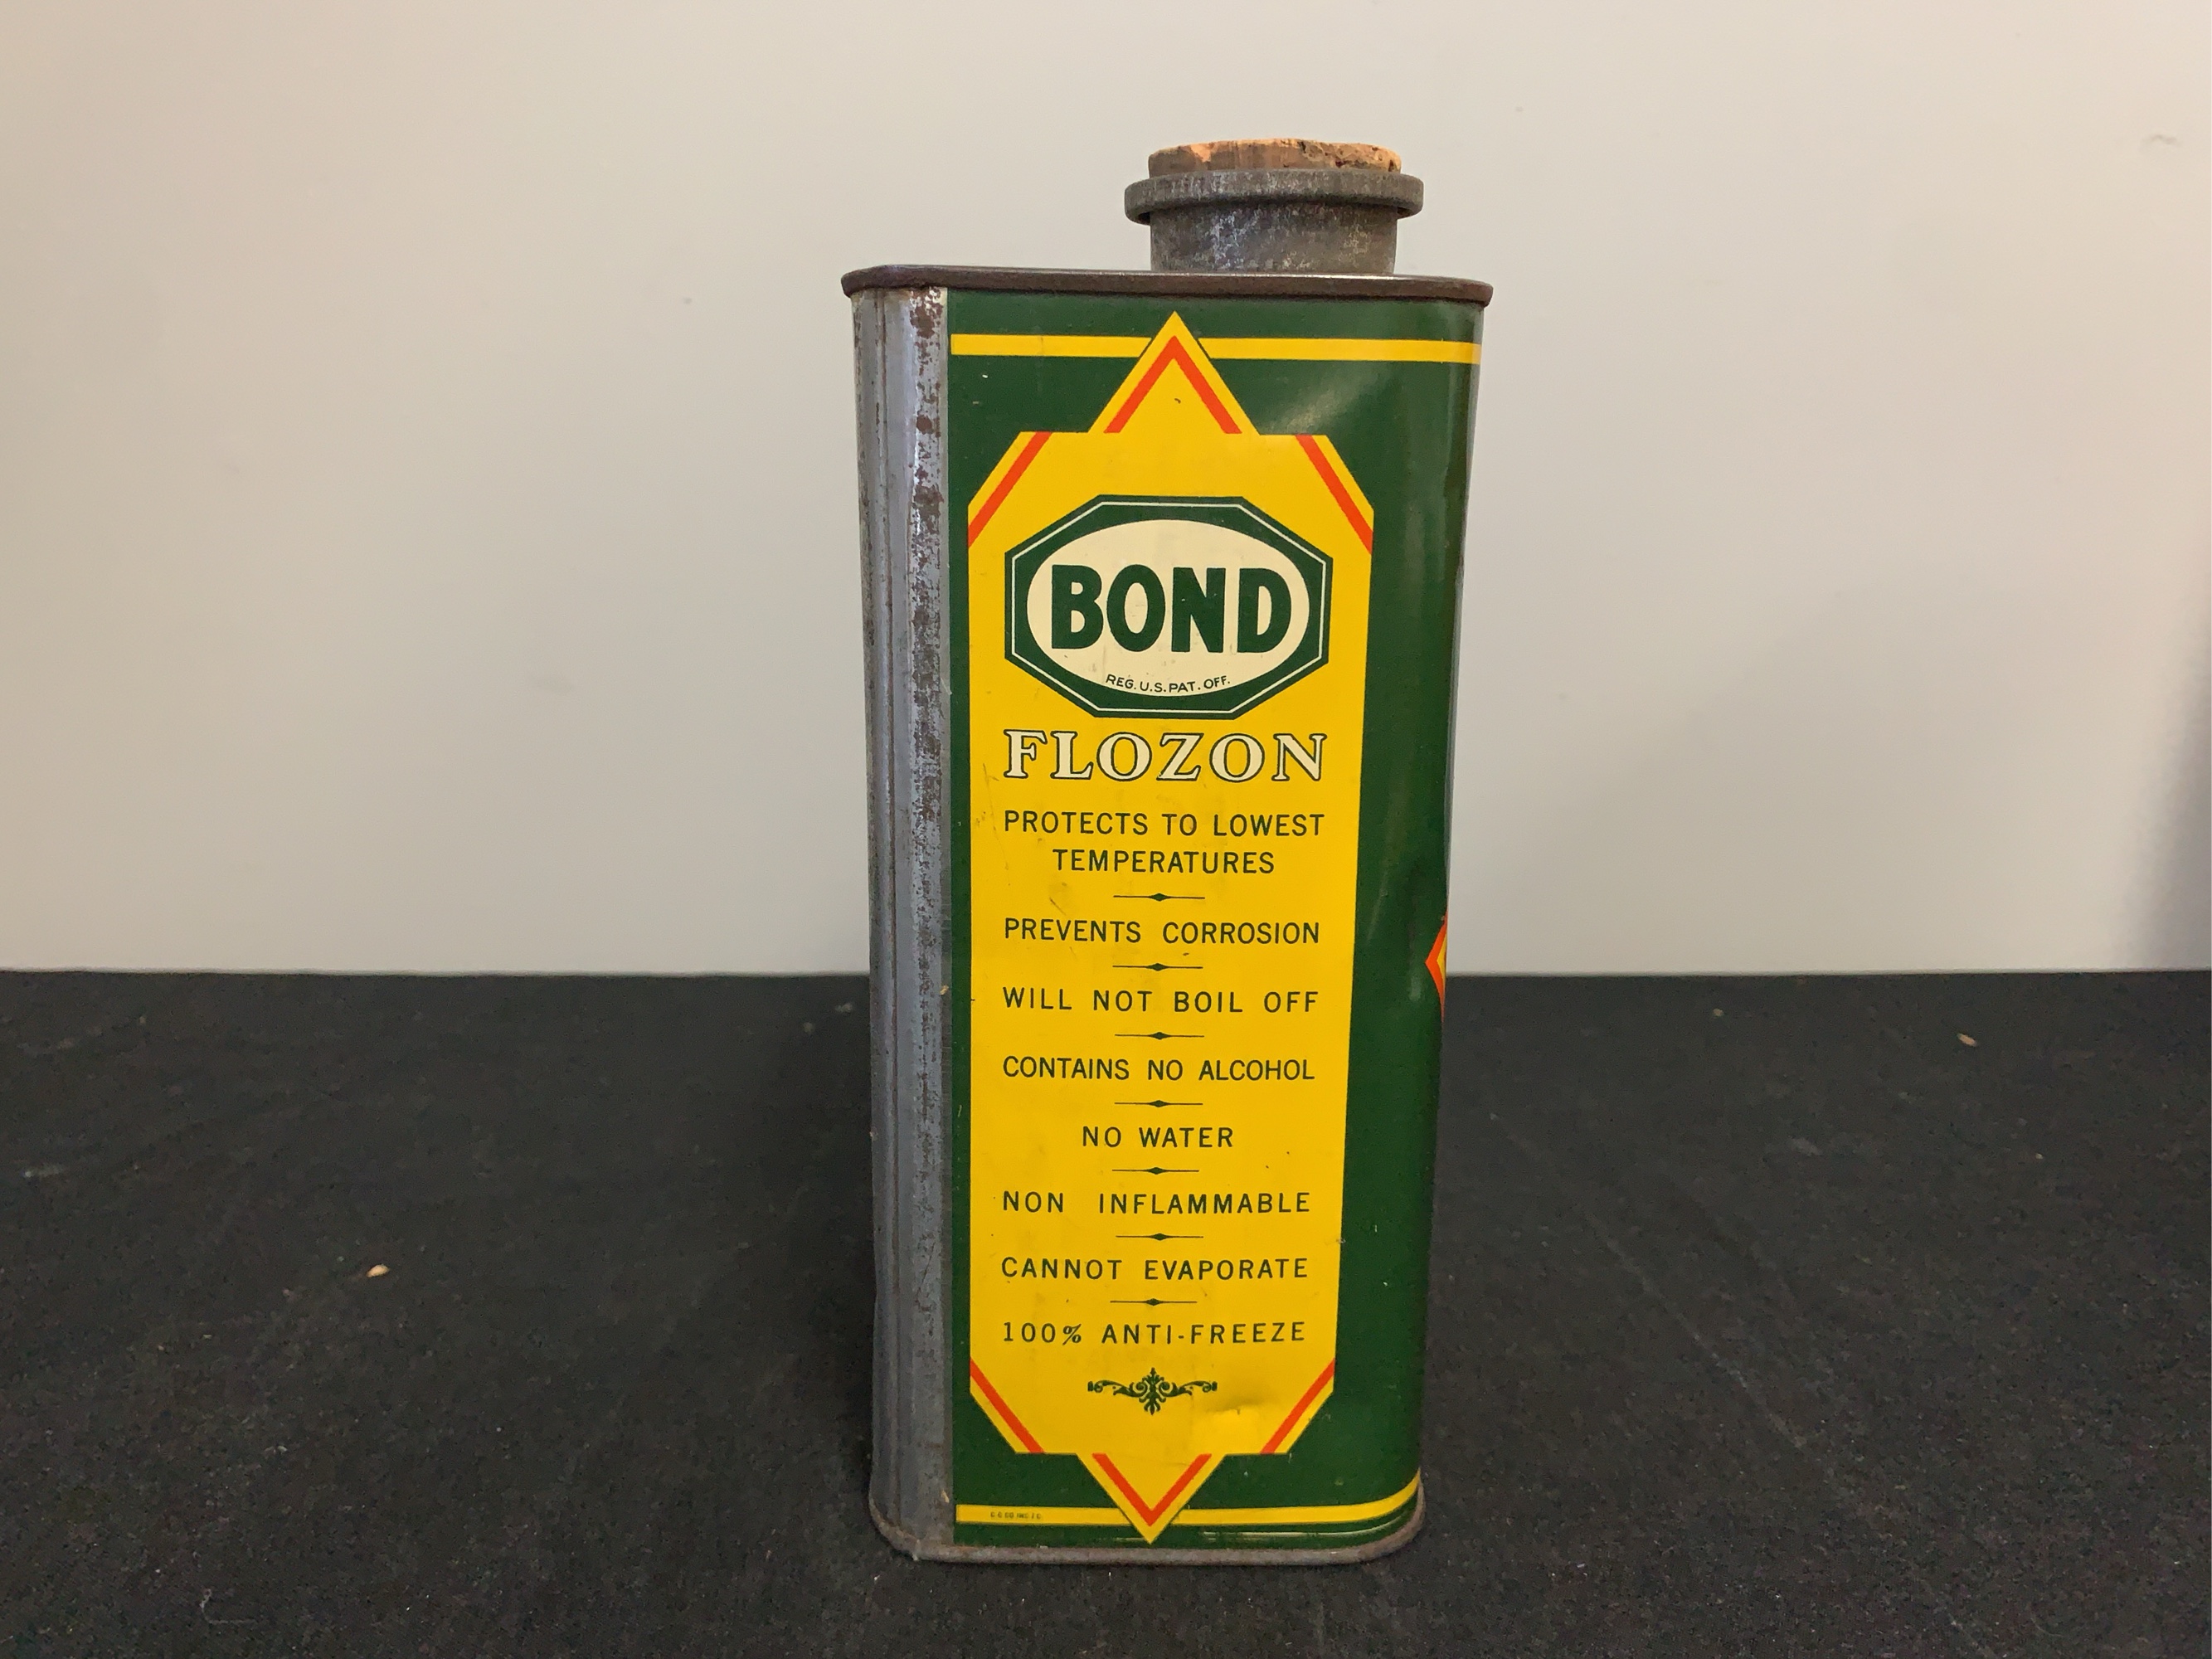 BOND
REG. U.S. PAT. OFF.
FLOZON
PROTECTS TO LOWEST
TEMPERATURES
PREVENTS CORROSION
WILL NOT BOIL OFF
CONTAINS NO ALCOHOL
NO WATER
NON INFLAMMABLE
CANNOT EVAPORATE
100% ANTI-FREEZE